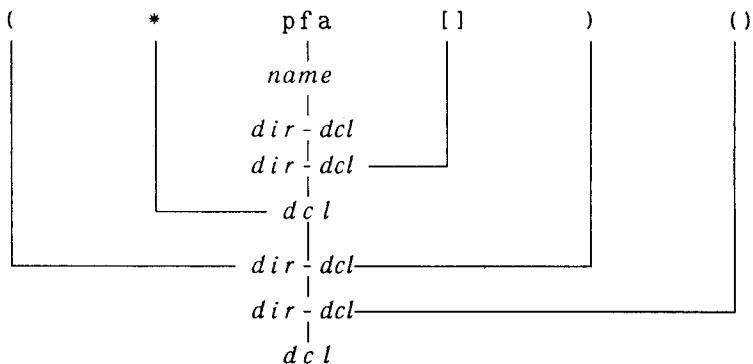 ( * pfa [] ) ()
name
dir-dcl
dir-dcl
dcl
dir-dcl
dir-dcl
dcl